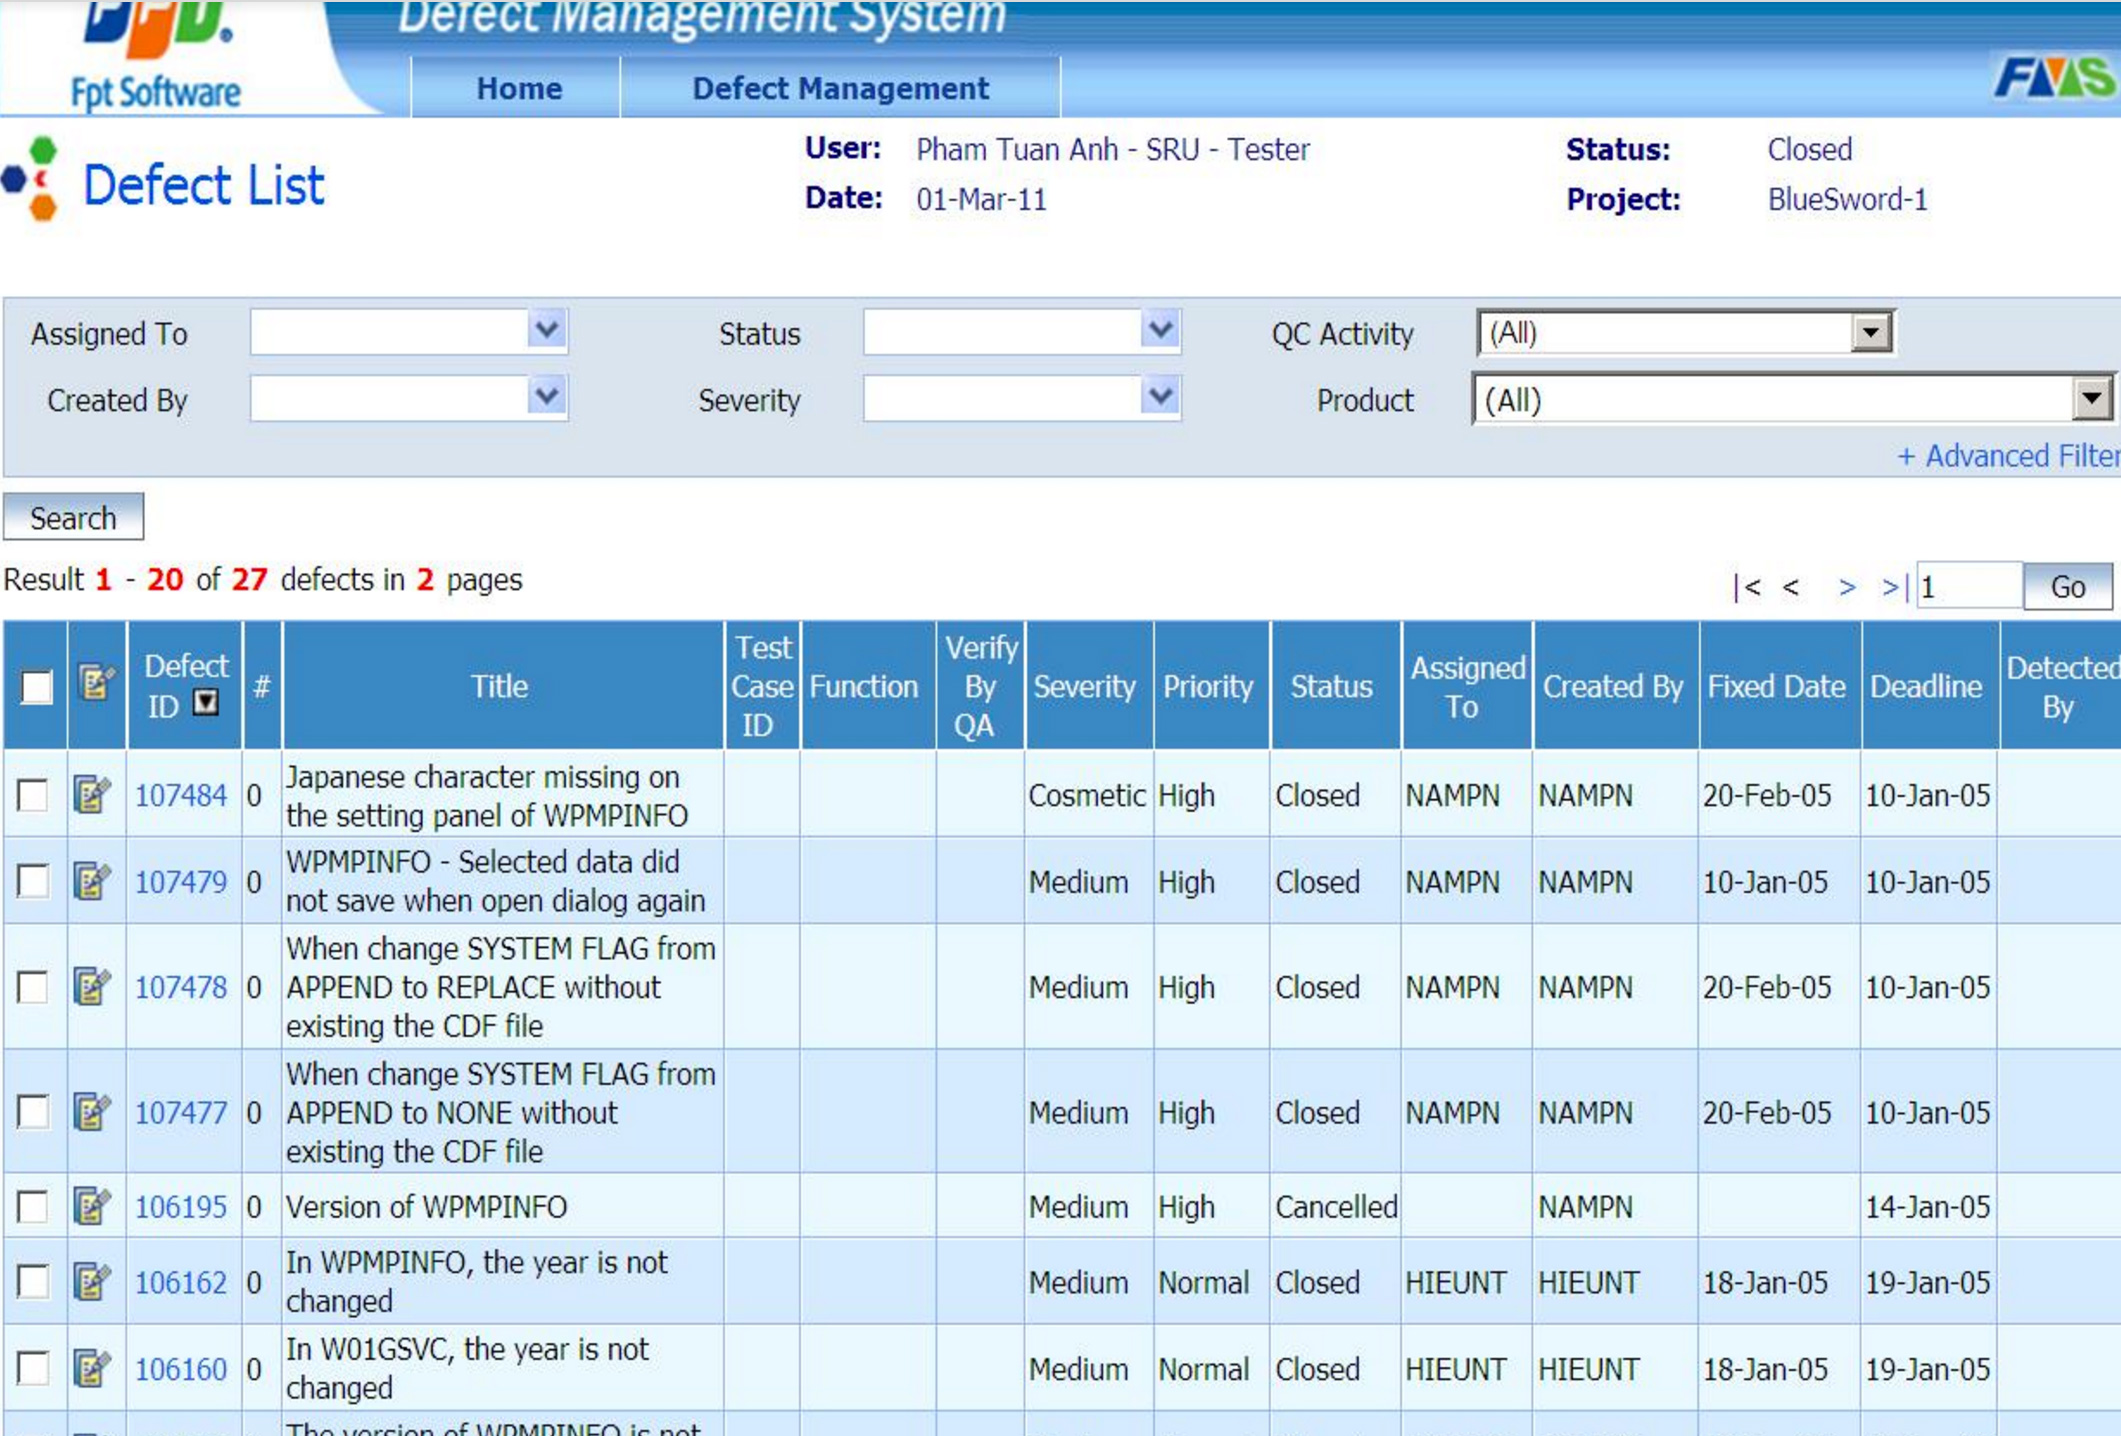 Defect Management System
Fpt Software
Home Defect Management
FMS
Defect List
User: Pham Tuan Anh - SRU - Tester Status: Closed
Date: 01-Mar-11 Project: BlueSword-1
Assigned To Status QC Activity (All)
Created By Severity Product (All)
+ Advanced Filter
Search
Result 1 - 20 of 27 defects in 2 pages |< < > >| 1 Go
Defect ID # Title Test Case ID Function Verify By QA Severity Priority Status Assigned To Created By Fixed Date Deadline Detected By
107484 0 Japanese character missing on the setting panel of WPMPINFO Cosmetic High Closed NAMPN NAMPN 20-Feb-05 10-Jan-05
107479 0 WPMPINFO - Selected data did not save when open dialog again Medium High Closed NAMPN NAMPN 10-Jan-05 10-Jan-05
107478 0 When change SYSTEM FLAG from APPEND to REPLACE without existing the CDF file Medium High Closed NAMPN NAMPN 20-Feb-05 10-Jan-05
107477 0 When change SYSTEM FLAG from APPEND to NONE without existing the CDF file Medium High Closed NAMPN NAMPN 20-Feb-05 10-Jan-05
106195 0 Version of WPMPINFO Medium High Cancelled NAMPN 14-Jan-05
106162 0 In WPMPINFO, the year is not changed Medium Normal Closed HIEUNT HIEUNT 18-Jan-05 19-Jan-05
106160 0 In W01GSVC, the year is not changed Medium Normal Closed HIEUNT HIEUNT 18-Jan-05 19-Jan-05
The version of WPMPINFO is not